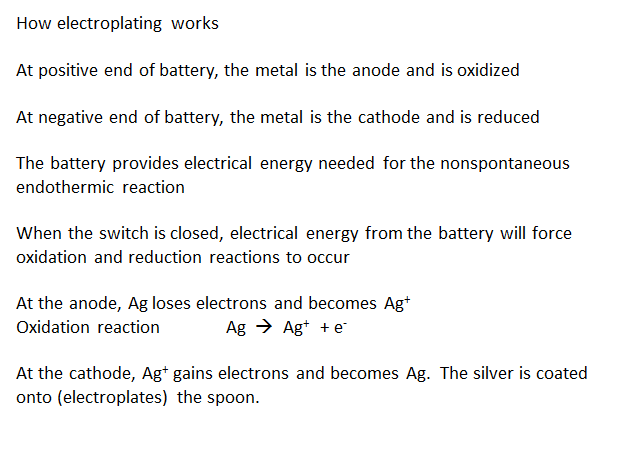 How electroplating works
At positive end of battery, the metal is the anode and is oxidized
At negative end of battery, the metal is the cathode and is reduced
The battery provides electrical energy needed for the nonspontaneous
endothermic reaction
When the switch is closed, electrical energy from the battery will force
oxidation and reduction reactions to occur
At the anode, Ag loses electrons and becomes Ag⁺
Oxidation reaction Ag → Ag⁺ + e⁻
At the cathode, Ag⁺ gains electrons and becomes Ag. The silver is coated
onto (electroplates) the spoon.